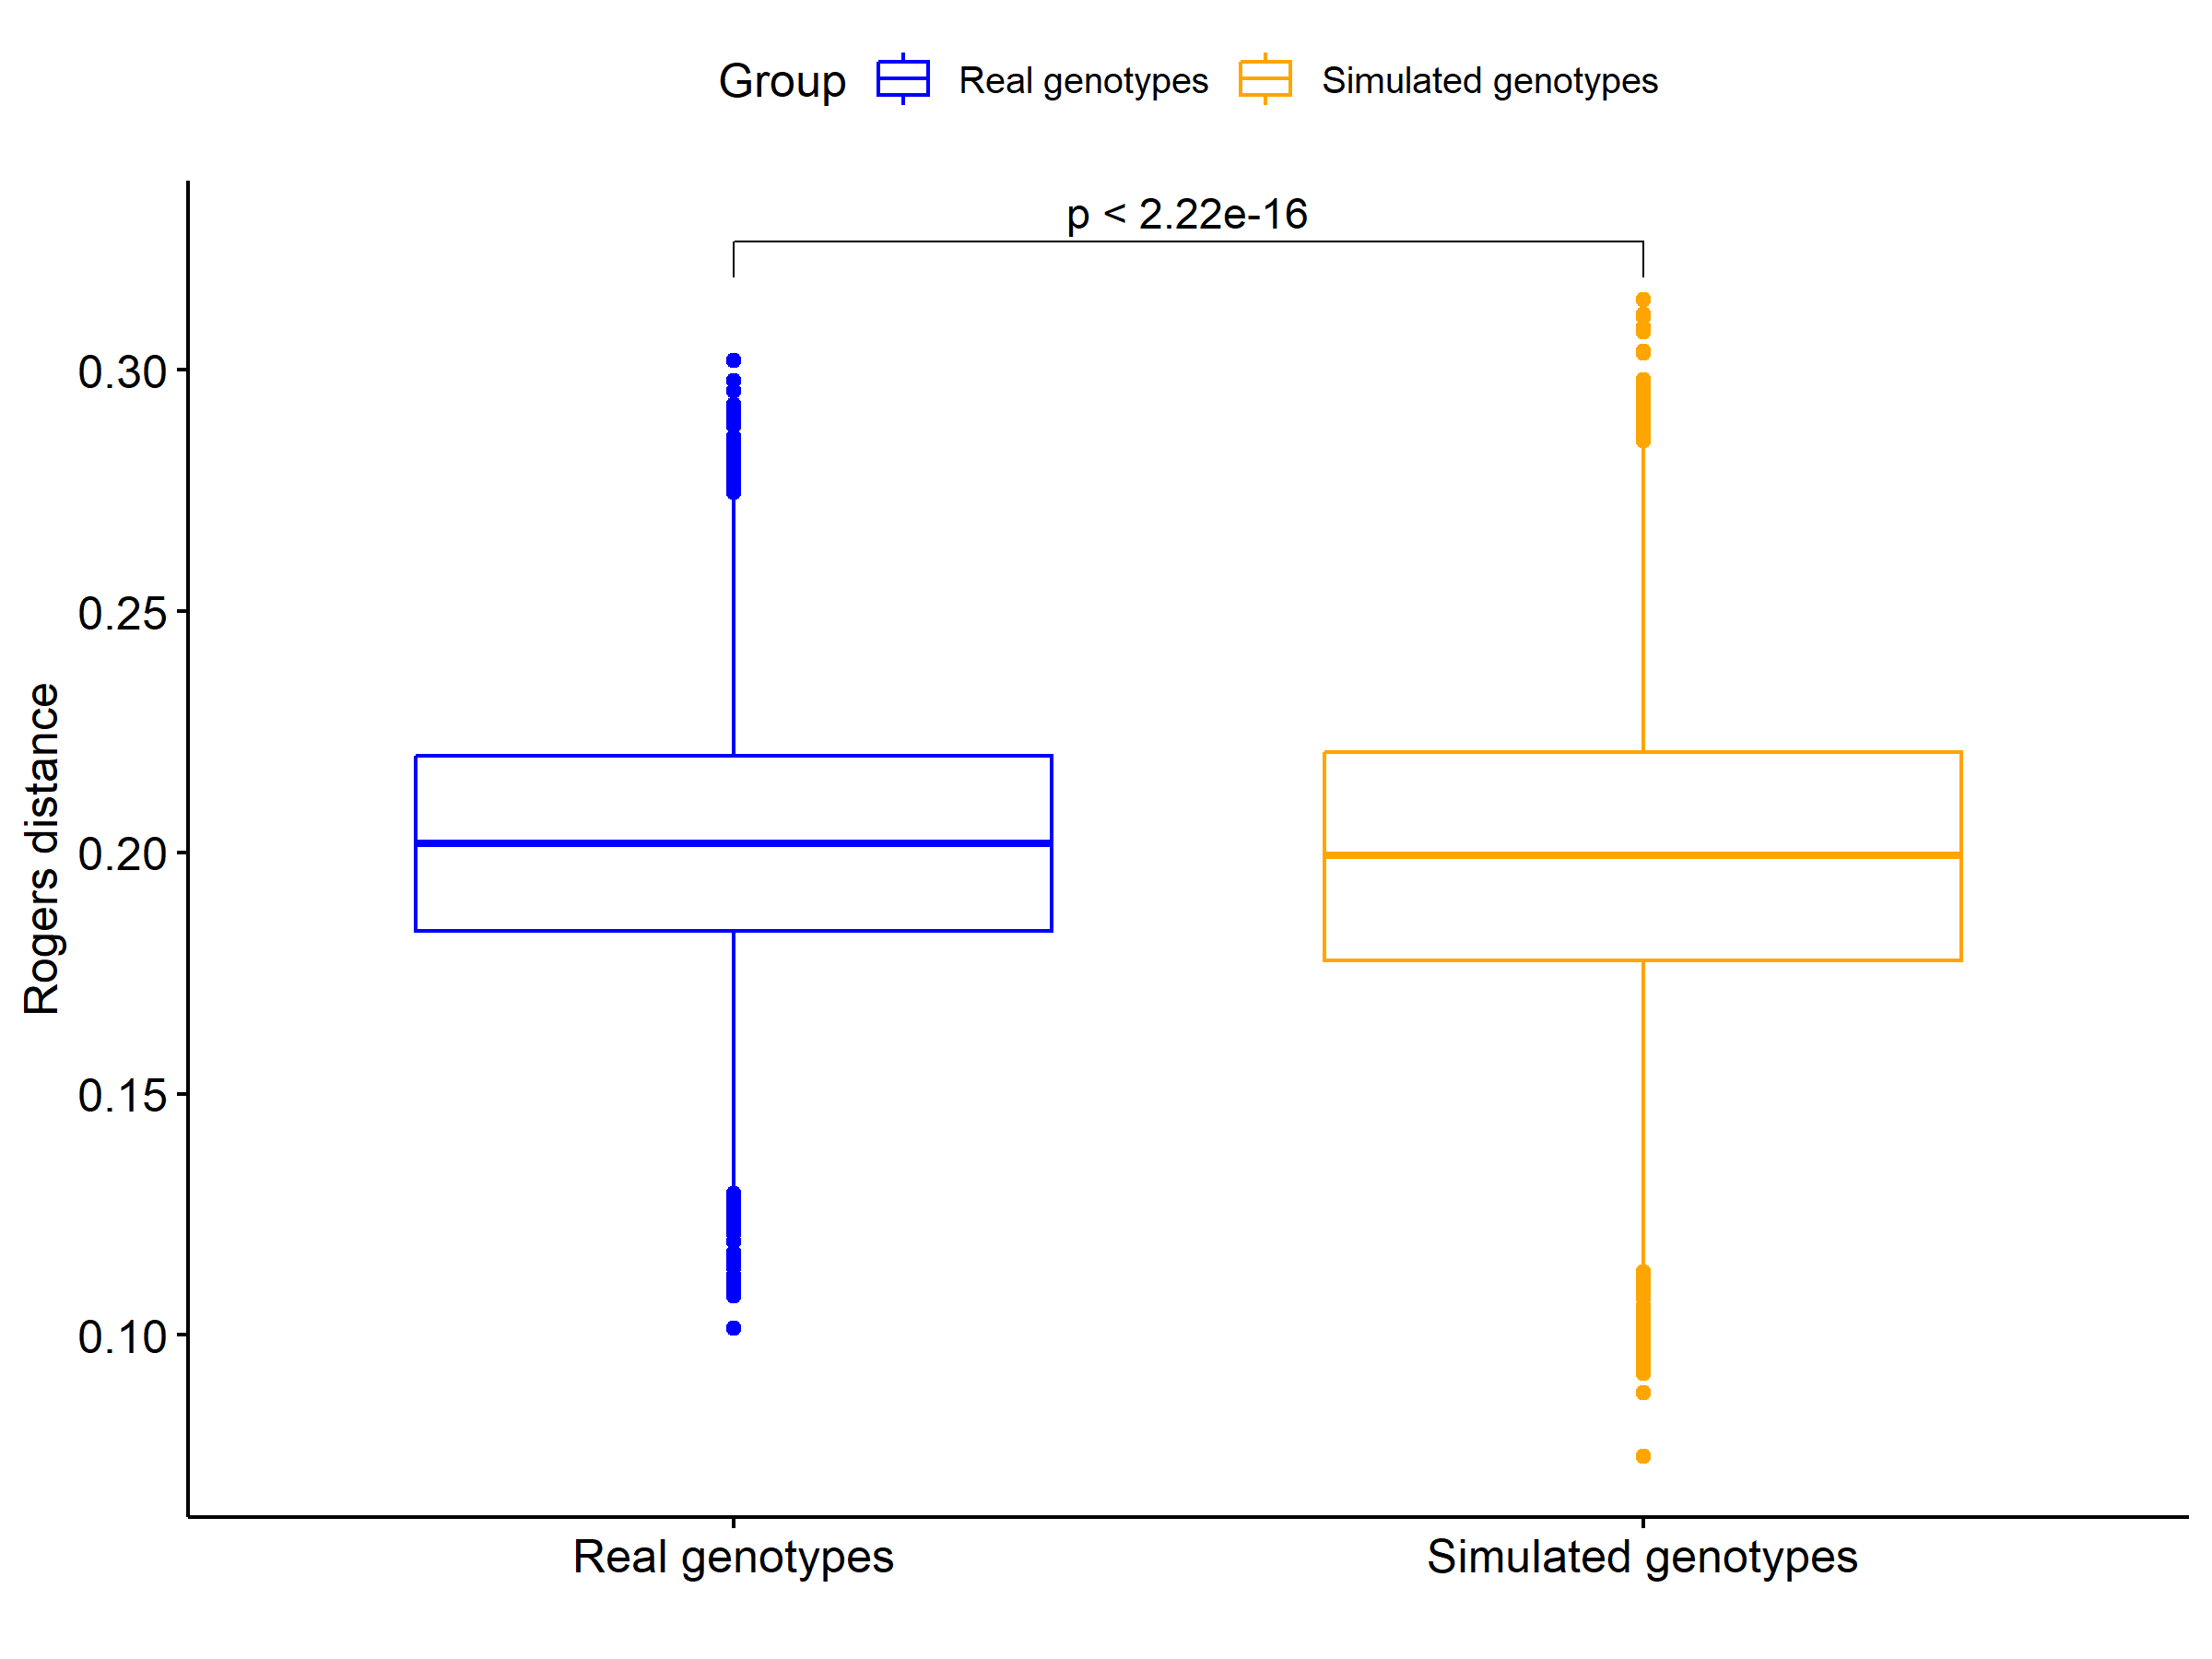 Group Real genotypes Simulated genotypes
p < 2.22e-16
0.30
0.25
0.20
0.15
0.10
Rogers distance
Real genotypes Simulated genotypes